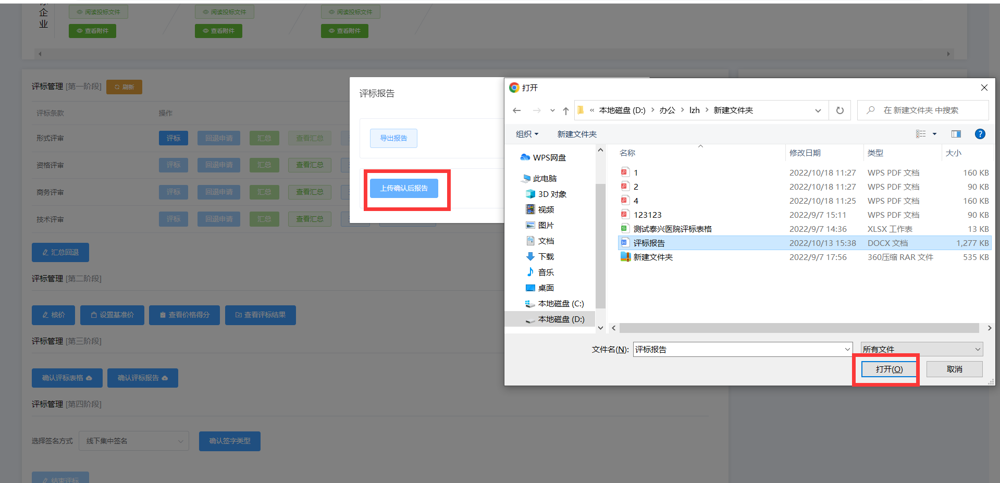 标
企
业
阅读投标文件 阅读投标文件 阅读投标文件
查看附件 查看附件 查看附件
评标管理 [第一阶段] 刷新
评标条款 操作
形式评审 评标 回退申请 汇总 查看汇总
资格评审 评标 回退申请 汇总 查看汇总
商务评审 评标 回退申请 汇总 查看汇总
技术评审 评标 回退申请 汇总 查看汇总
汇总回退
评标管理 [第二阶段]
核价 设置基准价 查看价格得分 查看评标结果
评标管理 [第三阶段]
确认评标表格 确认评标报告
评标管理 [第四阶段]
选择签名方式 线下集中签名 确认签字类型
结束评标
评标报告
导出报告
上传确认后报告
打开
« 本地磁盘 (D:) > 办公 > lzh > 新建文件夹
在 新建文件夹 中搜索
组织 新建文件夹
WPS网盘
此电脑
3D 对象
视频
图片
文档
下载
音乐
桌面
本地磁盘 (C:)
本地磁盘 (D:)
名称 修改日期 类型 大小
1 2022/10/18 11:27 WPS PDF 文档 160 KB
2 2022/10/18 11:27 WPS PDF 文档 90 KB
4 2022/10/18 11:25 WPS PDF 文档 160 KB
123123 2022/9/7 15:11 WPS PDF 文档 90 KB
测试泰兴医院评标表格 2022/9/7 14:36 XLSX 工作表 13 KB
评标报告 2022/10/13 15:38 DOCX 文档 1,277 KB
新建文件夹 2022/9/7 17:56 360压缩 RAR 文件 535 KB
文件名(N): 评标报告 所有文件
打开(O) 取消